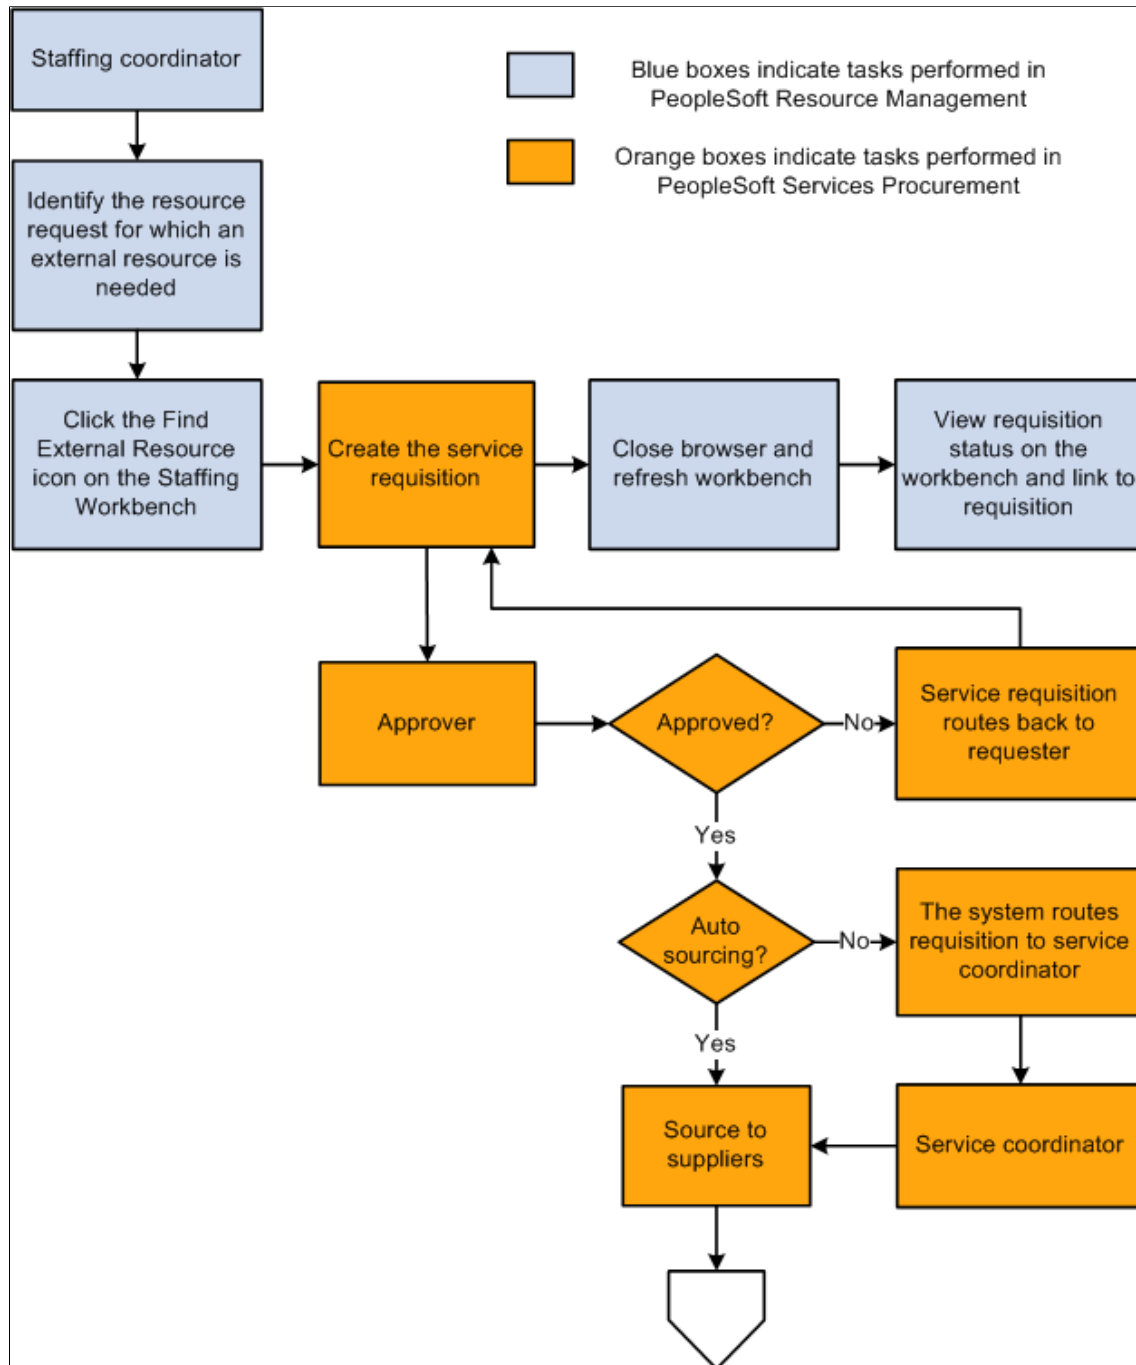 Staffing coordinator
Blue boxes indicate tasks performed in
PeopleSoft Resource Management
Orange boxes indicate tasks performed in
PeopleSoft Services Procurement
Identify the resource
request for which an
external resource is
needed
Click the Find
External Resource
icon on the Staffing
Workbench
Create the service
requisition
Close browser and
refresh workbench
View requisition
status on the
workbench and link to
requisition
Approver
Approved?
No
Service requisition
routes back to
requester
Yes
Auto
sourcing?
No
The system routes
requisition to service
coordinator
Yes
Source to
suppliers
Service coordinator